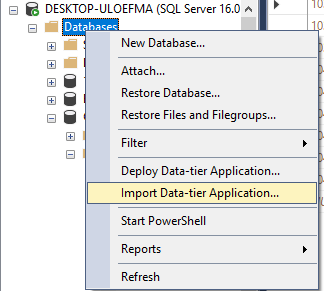 DESKTOP-ULOEFMA (SQL Server 16.0
Databases
New Database...
Attach...
Restore Database...
Restore Files and Filegroups...
Filter
Deploy Data-tier Application...
Import Data-tier Application...
Start PowerShell
Reports
Refresh